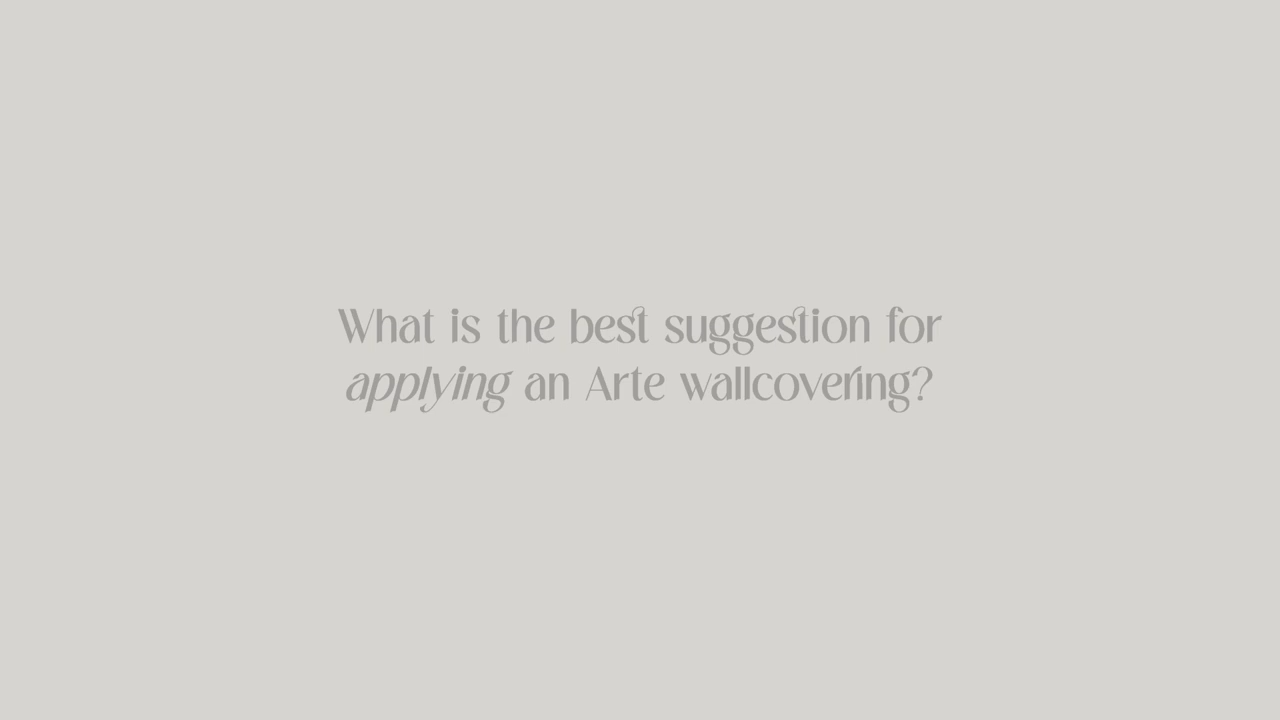 What is the best suggestion for
applying an Arte wallcovering?